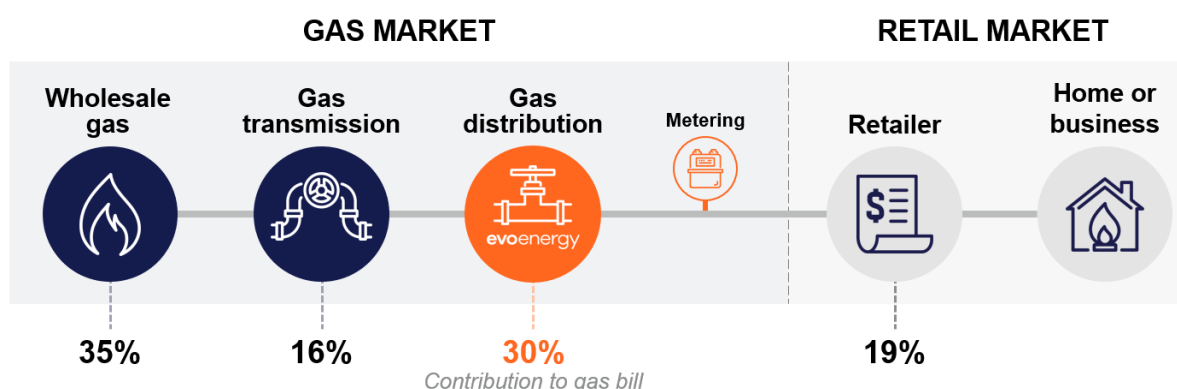 GAS MARKET
RETAIL MARKET
Wholesale
gas
Gas
transmission
Gas
distribution
Metering
Retailer
Home or
business
evoenergy
$
35%
16%
30%
19%
Contribution to gas bill